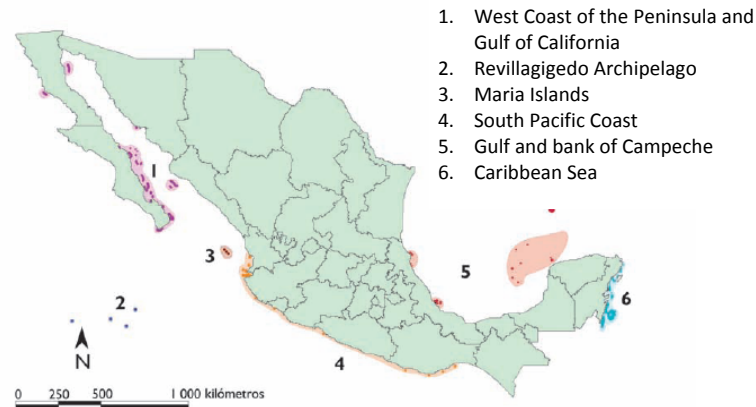 1. West Coast of the Peninsula and
Gulf of California
2. Revillagigedo Archipelago
3. Maria Islands
4. South Pacific Coast
5. Gulf and bank of Campeche
6. Caribbean Sea
1
3
5
6
2
N
4
0 250 500 1 000 kilómetros